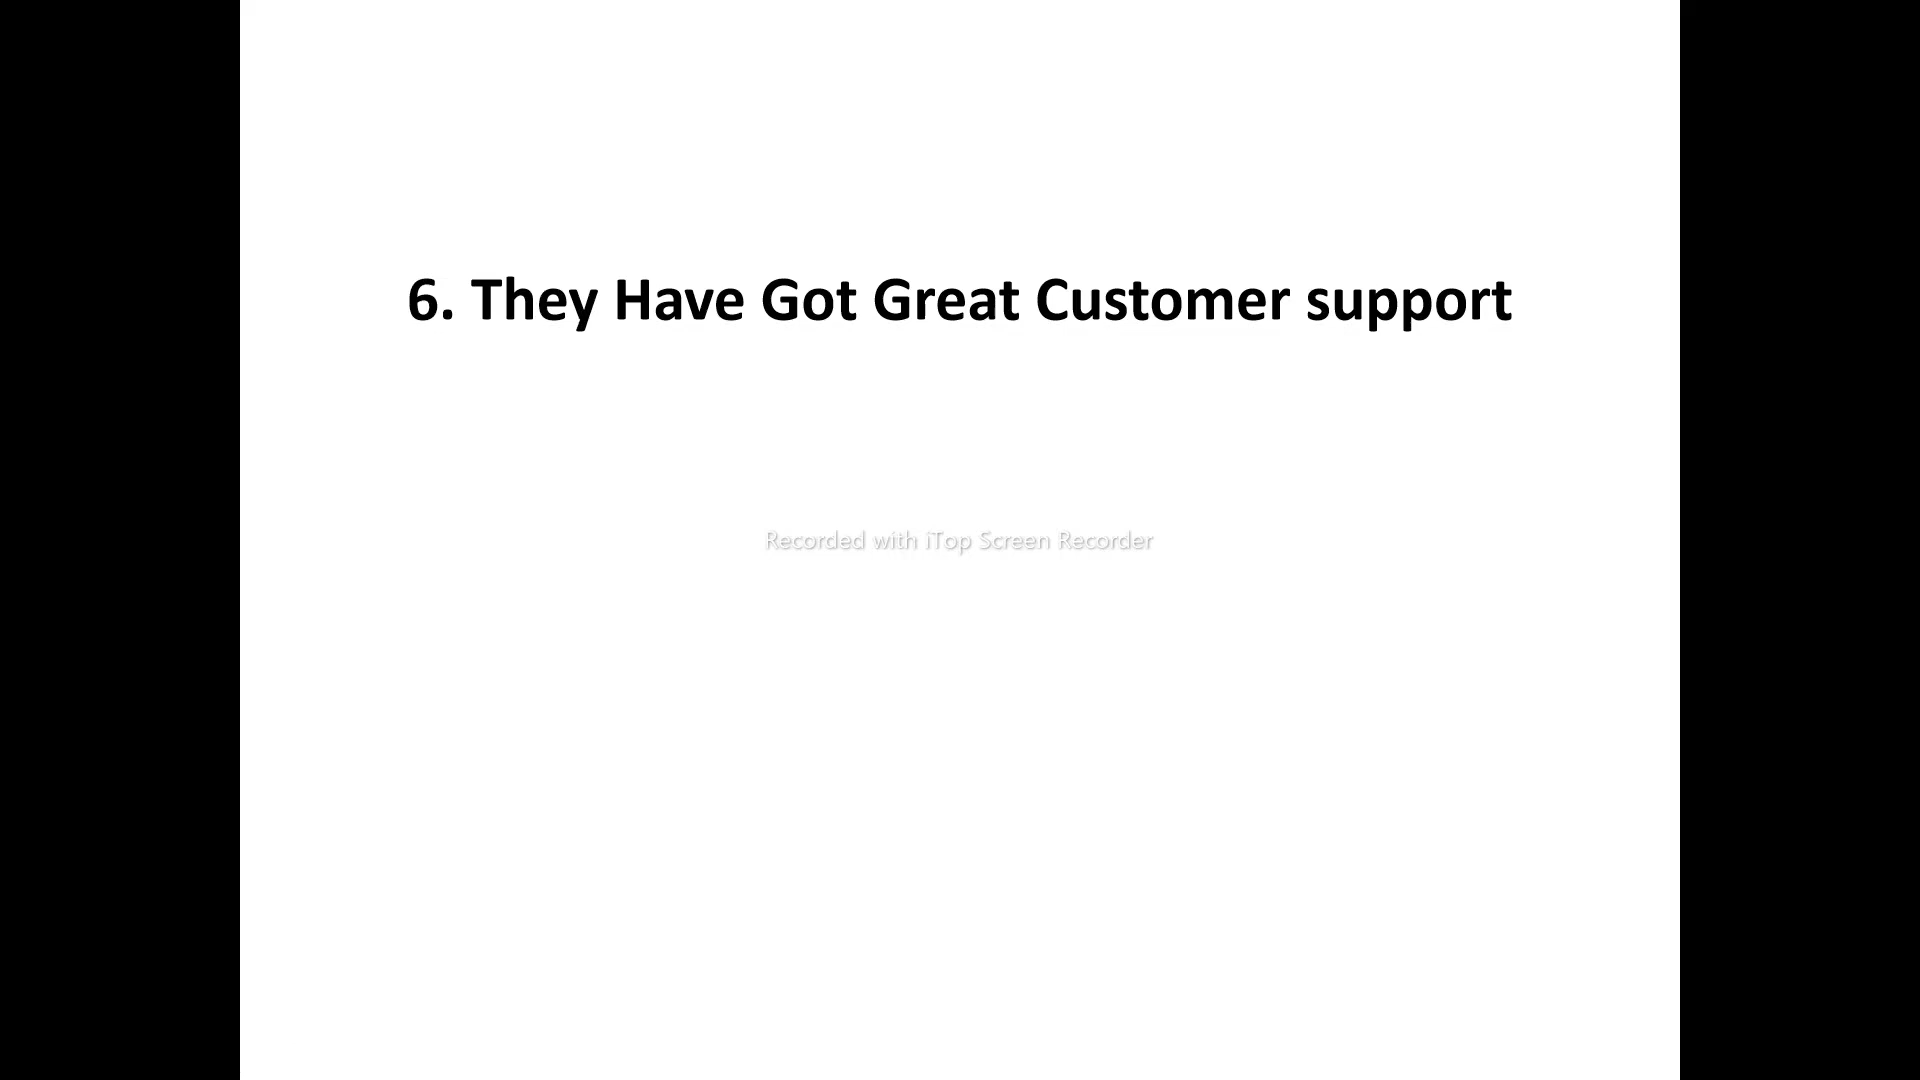 6. They Have Got Great Customer support
Recorded with iTop Screen Recorder